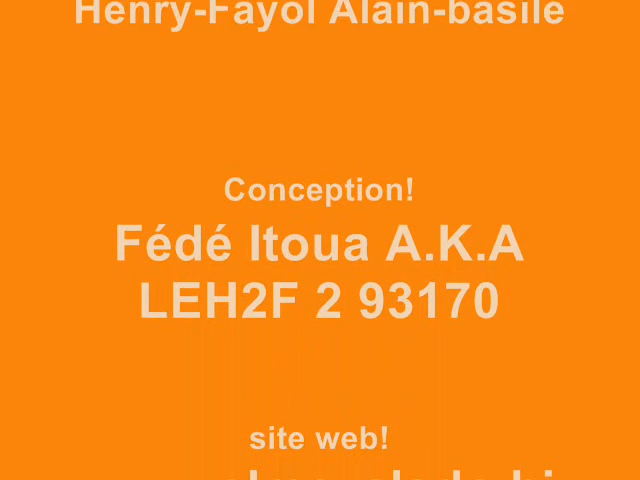 Henry-Fayol Alain-basile
Conception!
Fédé Itoua A.K.A
LEH2F 2 93170
site web!